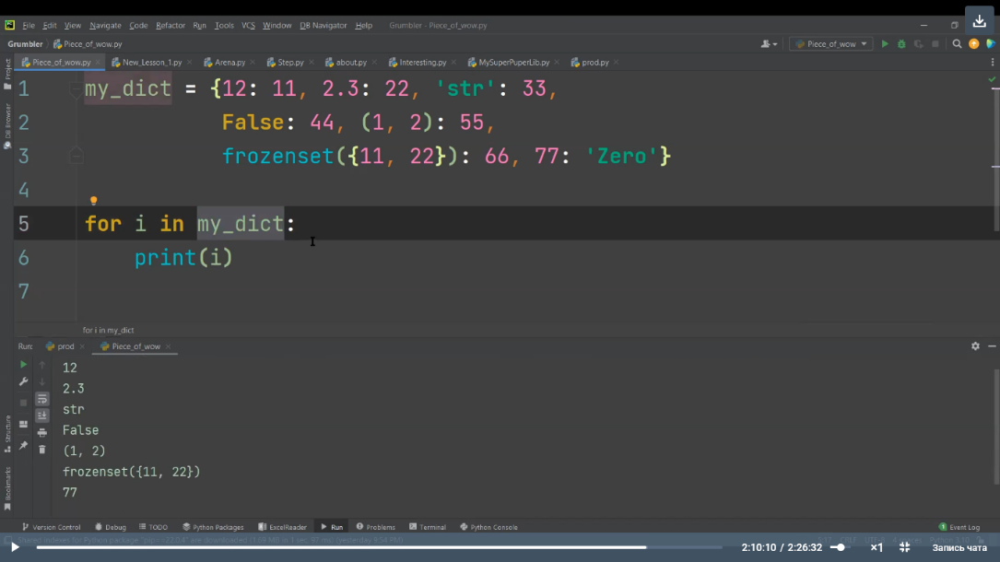 File Edit View Navigate Code Refactor Run Tools VCS Window DB Navigator Help Grumbler - Piece_of_wow.py
Grumbler Piece_of_wow.py Piece_of_wow
Piece_of_wow.py New_Lesson_1.py Arena.py Step.py about.py Interesting.py MySuperPuperLib.py prod.py
Project
DB Browser
1 my_dict = {12: 11, 2.3: 22, 'str': 33,
2 False: 44, (1, 2): 55,
3 frozenset({11, 22}): 66, 77: 'Zero'}
4
5 for i in my_dict:
6 print(i)
7
for i in my_dict
Run: prod Piece_of_wow
12
2.3
str
False
(1, 2)
frozenset({11, 22})
77
Structure
Bookmarks
Version Control Debug TODO Python Packages ExcelReader Run Problems Terminal Python Console Event Log
2:10:10 / 2:26:32 ×1 Запись чата